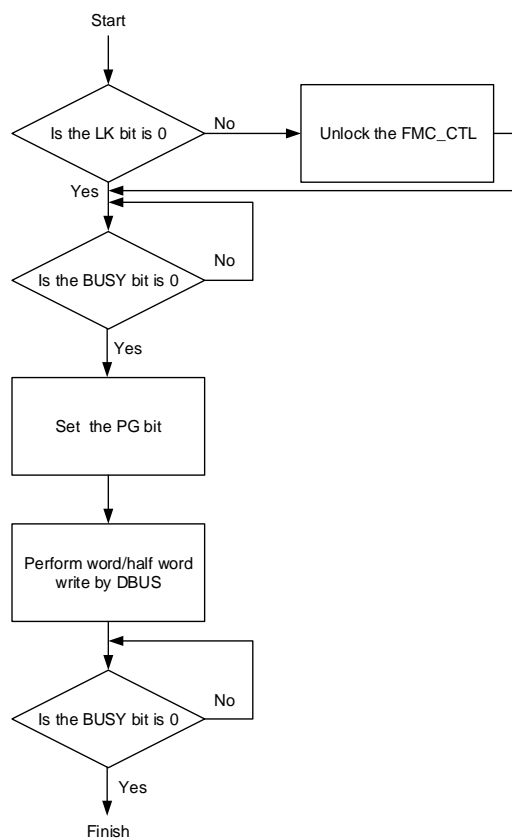 Start
Is the LK bit is 0
No
Unlock the FMC_CTL
Yes
Is the BUSY bit is 0
No
Yes
Set the PG bit
Perform word/half word
write by DBUS
Is the BUSY bit is 0
No
Yes
Finish